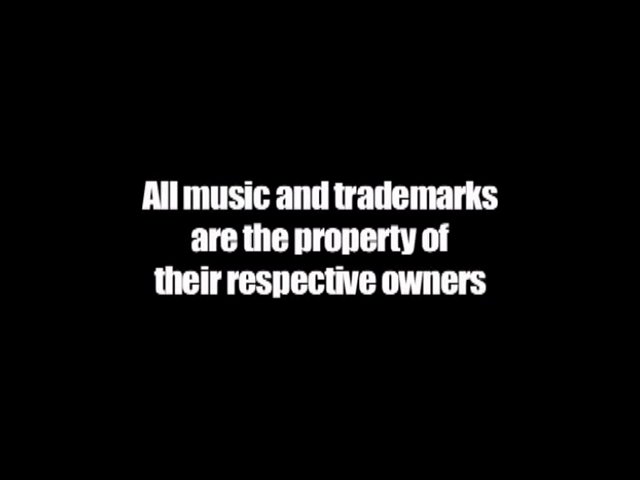 All music and trademarks
are the property of
their respective owners